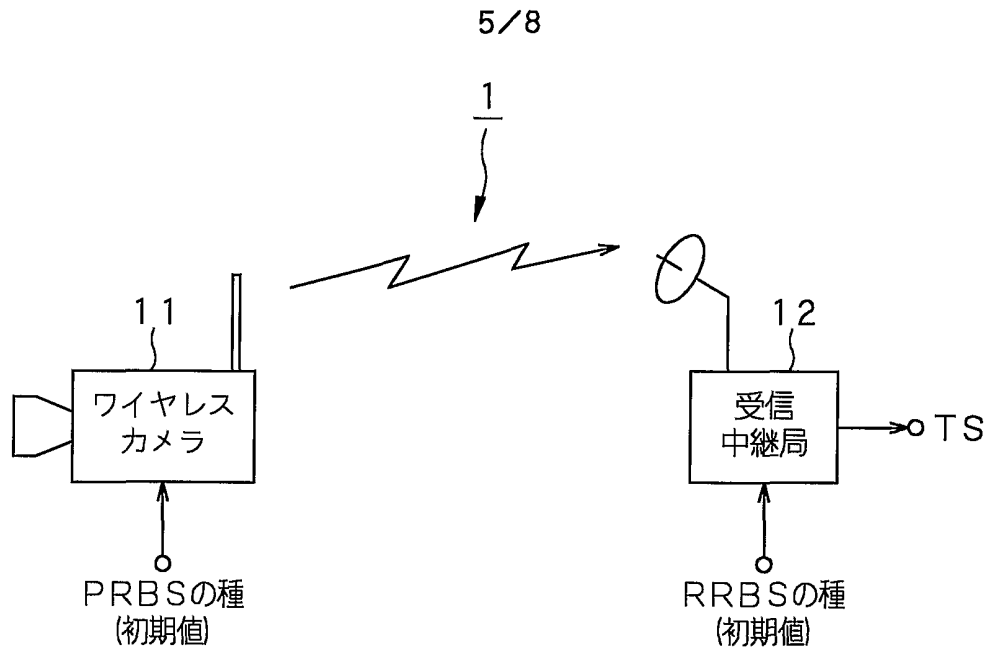 5/8
1
11
12
ワイヤレス
カメラ
受信
中継局
TS
PRBSの種
(初期値)
RRBSの種
(初期値)